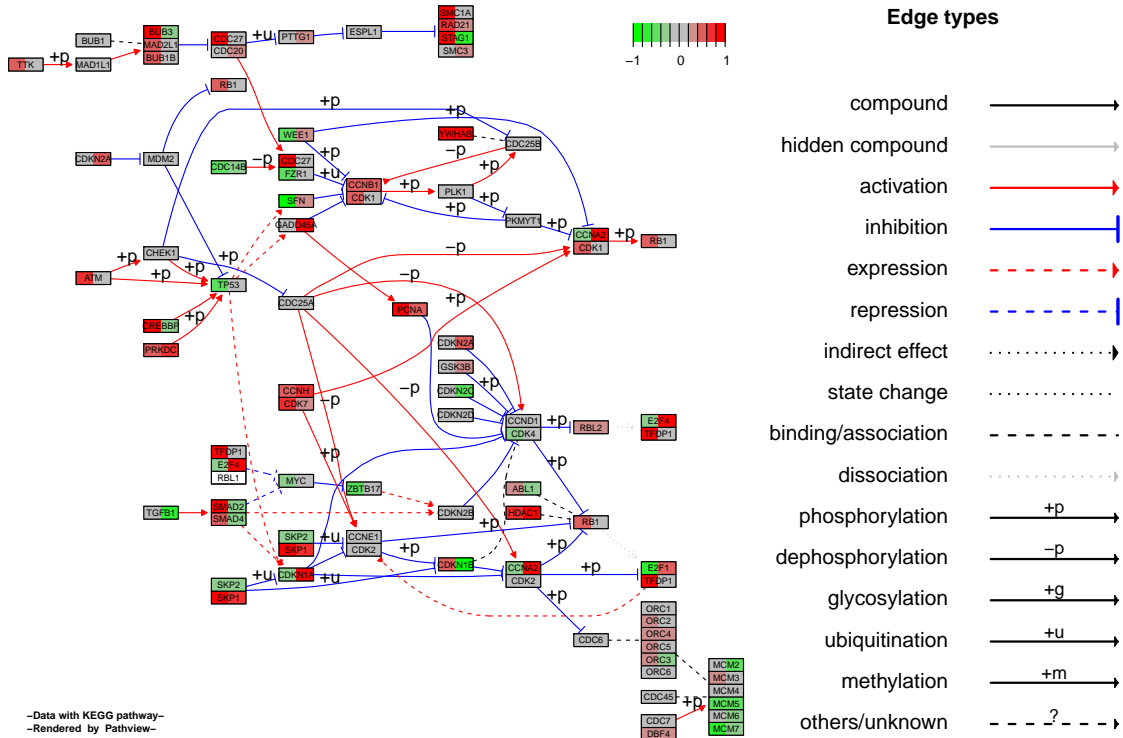 Edge types
−1 0 1
compound
hidden compound
activation
inhibition
expression
repression
indirect effect
state change
binding/association
dissociation
phosphorylation +p
dephosphorylation −p
glycosylation +g
ubiquitination +u
methylation +m
others/unknown ?
TTK
+p
BUB1
MAD1L1
BUB3
MAD2L1
BUB1B
CDC27
CDC20
+u
PTTG1
ESPL1
SMC1A
RAD21
STAG1
SMC3
RB1
CDKN2A
MDM2
CDC14B
−p
WEE1
+p
CDC27
FZR1
+p
+u
SFN
GADD45A
CCNB1
CDK1
+p
PLK1
+p
YWHAB
+p
CDC25B
−p
+p
PKMYT1
+p
CCNA2
CDK1
+p
RB1
ATM
+p
+p
CHEK1
+p
TP53
CREBBP
PRKDC
+p
CDC25A
−p
−p
PCNA
+p
−p
−p
CDKN2A
GSK3B
+p
CDKN2C
CDKN2D
CCND1
CDK4
+p
RBL2
E2F4
TFDP1
CCNH
CDK7
+p
+p
TFDP1
E2F4
RBL1
MYC
ZBTB17
TGFB1
SMAD2
SMAD4
CDKN2B
ABL1
HDAC1
RB1
+p
+p
SKP2
SKP1
+u
CCNE1
CDK2
+p
SKP2
SKP1
+u
CDKN1A
+u
CDKN1B
CCNA2
CDK2
+p
+p
E2F1
TFDP1
CDC6
ORC1
ORC2
ORC4
ORC5
ORC3
ORC6
CDC45
CDC7
DBF4
+p
MCM2
MCM3
MCM4
MCM5
MCM6
MCM7
−Data with KEGG pathway−
−Rendered by Pathview−